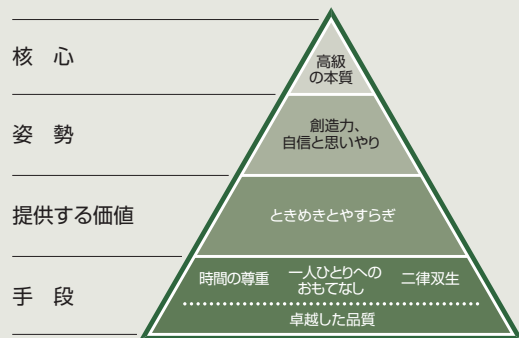 核　心
高級
の本質
姿　勢
創造力、
自信と思いやり
提供する価値
ときめきとやすらぎ
手　段
時間の尊重
一人ひとりへの
おもてなし
二律双生
卓越した品質